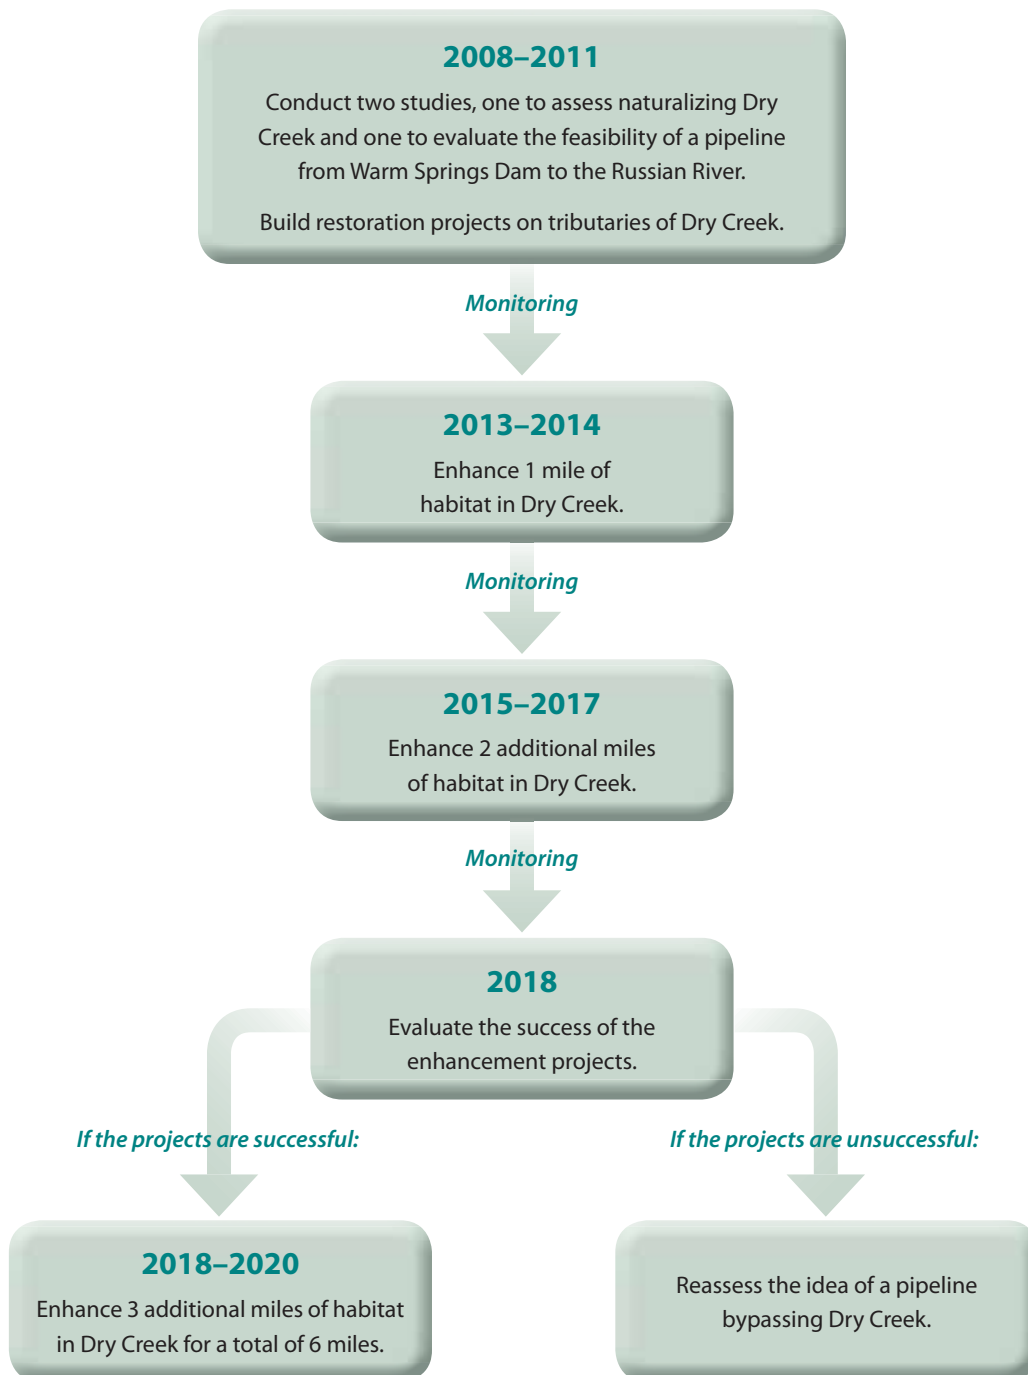 2008–2011
Conduct two studies, one to assess naturalizing Dry
Creek and one to evaluate the feasibility of a pipeline
from Warm Springs Dam to the Russian River.
Build restoration projects on tributaries of Dry Creek.
Monitoring
2013–2014
Enhance 1 mile of
habitat in Dry Creek.
Monitoring
2015–2017
Enhance 2 additional miles
of habitat in Dry Creek.
Monitoring
2018
Evaluate the success of the
enhancement projects.
If the projects are successful:
If the projects are unsuccessful:
2018–2020
Enhance 3 additional miles of habitat
in Dry Creek for a total of 6 miles.
Reassess the idea of a pipeline
bypassing Dry Creek.